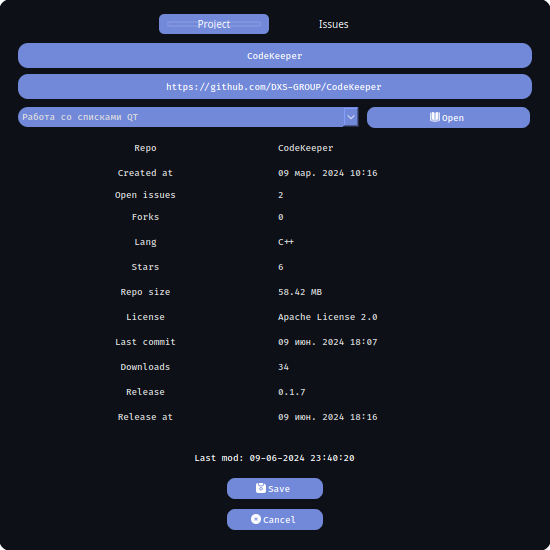 Project Issues
CodeKeeper
https://github.com/DXS-GROUP/CodeKeeper
Работа со списками QT Open
Repo CodeKeeper
Created at 09 мар. 2024 10:16
Open issues 2
Forks 0
Lang C++
Stars 6
Repo size 58.42 MB
License Apache License 2.0
Last commit 09 июн. 2024 18:07
Downloads 34
Release 0.1.7
Release at 09 июн. 2024 18:16
Last mod: 09-06-2024 23:40:20
Save
Cancel